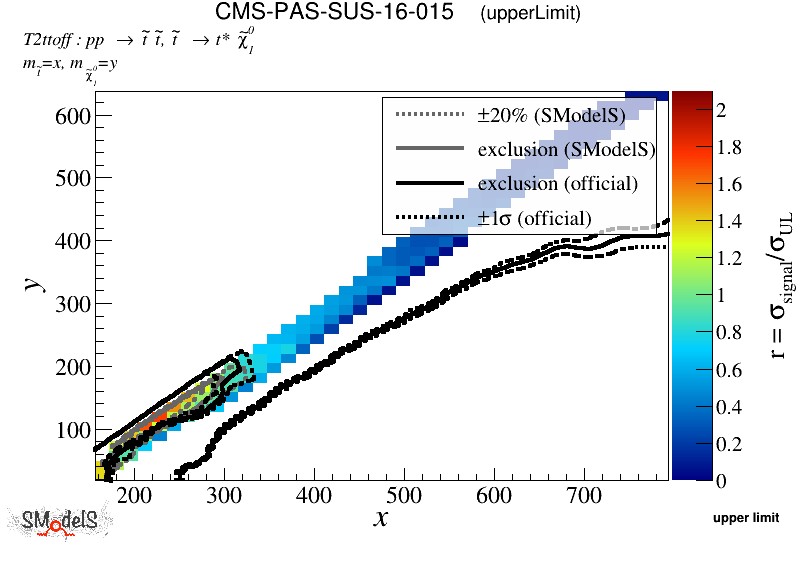 CMS-PAS-SUS-16-015 (upperLimit)
T2ttoff : pp → t̃ t̃, t̃ → t* χ̃⁰₁
m_t̃=x, m_χ̃⁰₁=y
±20% (SModelS)
exclusion (SModelS)
exclusion (official)
±1σ (official)
600
500
400
300
200
100
y
200 300 400 500 600 700
x
2
1.8
1.6
1.4
1.2
1
0.8
0.6
0.4
0.2
0
r = σ_signal/σ_UL
SModelS
upper limit